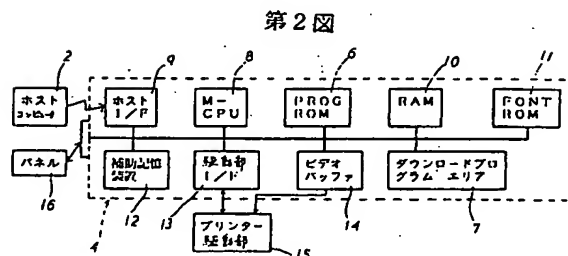 第2図
2
9
8
6
10
11
ホスト
コンピュータ
ホスト
I/F
M-
CPU
PROG
ROM
RAM
FONT
ROM
パネル
16
補助記憶
装置
12
駆動部
I/F
13
ビデオ
バッファ
14
ダウンロードプロ
グラム エリア
7
4
プリンター
駆動部
15